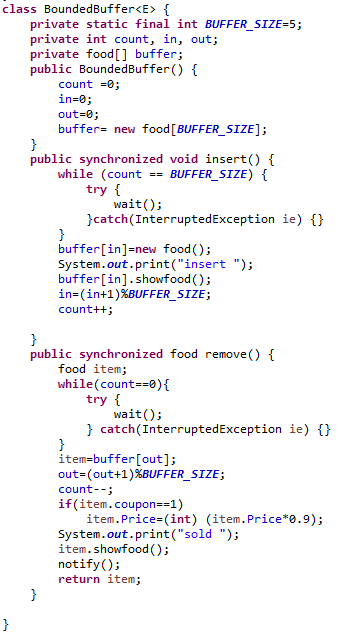 class BoundedBuffer<E> {
    private static final int BUFFER_SIZE=5;
    private int count, in, out;
    private food[] buffer;
    public BoundedBuffer() {
        count =0;
        in=0;
        out=0;
        buffer= new food[BUFFER_SIZE];
    }
    public synchronized void insert() {
        while (count == BUFFER_SIZE) {
            try {
                wait();
            }catch(InterruptedException ie) {}
        }
        buffer[in]=new food();
        System.out.print("insert ");
        buffer[in].showfood();
        in=(in+1)%BUFFER_SIZE;
        count++;

    }
    public synchronized food remove() {
        food item;
        while(count==0){
            try {
                wait();
            } catch(InterruptedException ie) {}
        }
        item=buffer[out];
        out=(out+1)%BUFFER_SIZE;
        count--;
        if(item.coupon==1)
            item.Price=(int) (item.Price*0.9);
        System.out.print("sold ");
        item.showfood();
        notify();
        return item;
    }

}